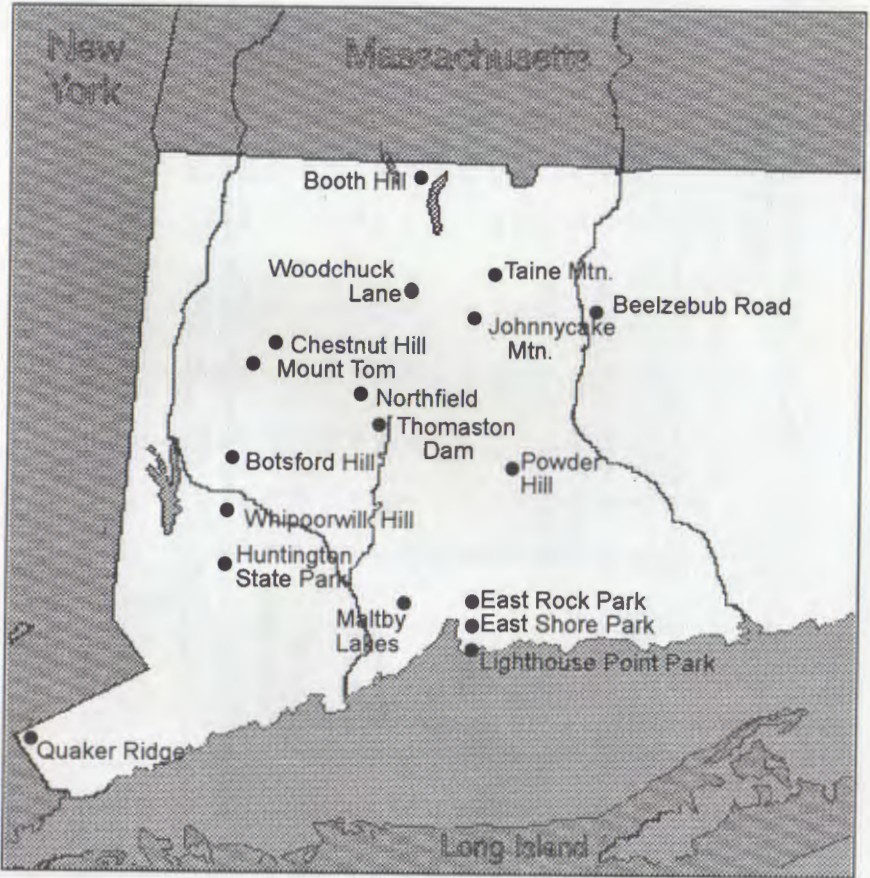 New
York
Massachusetts
Booth Hill
Woodchuck
Lane
Taine Mtn.
Beelzebub Road
Johnnycake
Mtn.
Chestnut Hill
Mount Tom
Northfield
Thomaston
Dam
Botsford Hill
Powder
Hill
Whipoorwill Hill
Huntington
State Park
Maltby
Lakes
East Rock Park
East Shore Park
Lighthouse Point Park
Quaker Ridge
Long Island